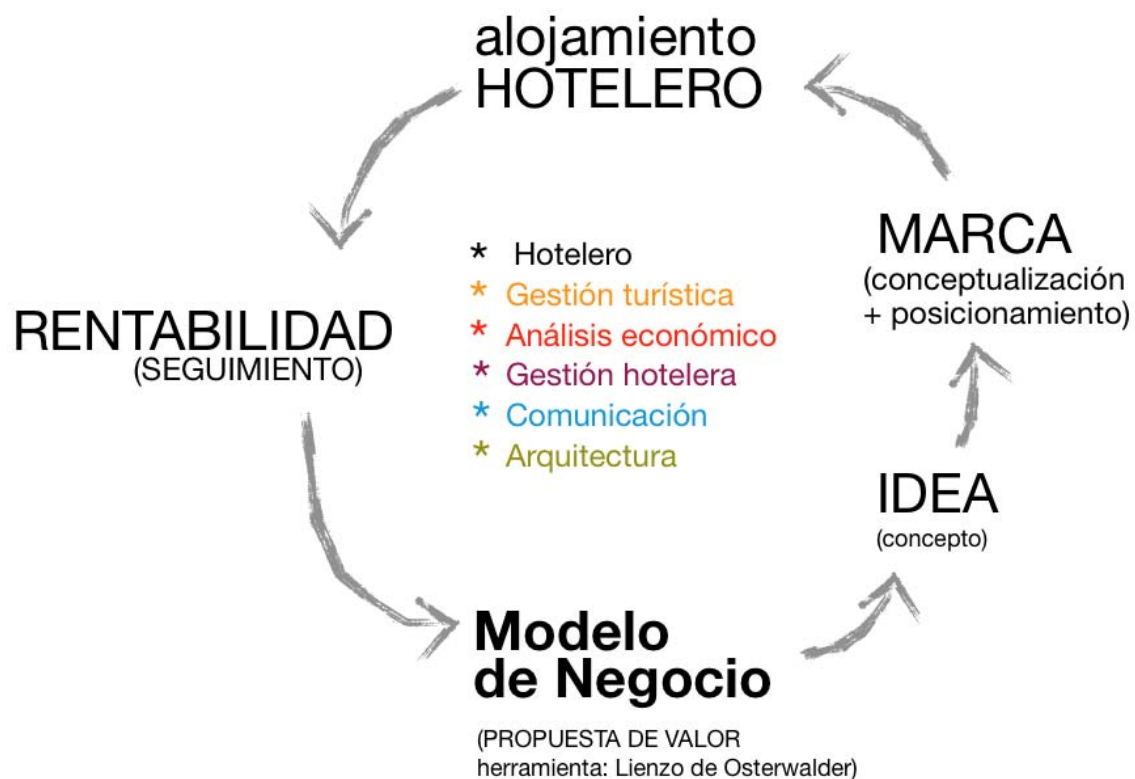 alojamiento
HOTELERO
MARCA
(conceptualización
+ posicionamiento)
* Hotelero
* Gestión turística
* Análisis económico
* Gestión hotelera
* Comunicación
* Arquitectura
RENTABILIDAD
(SEGUIMIENTO)
IDEA
(concepto)
Modelo
de Negocio
(PROPUESTA DE VALOR
herramienta: Lienzo de Osterwalder)